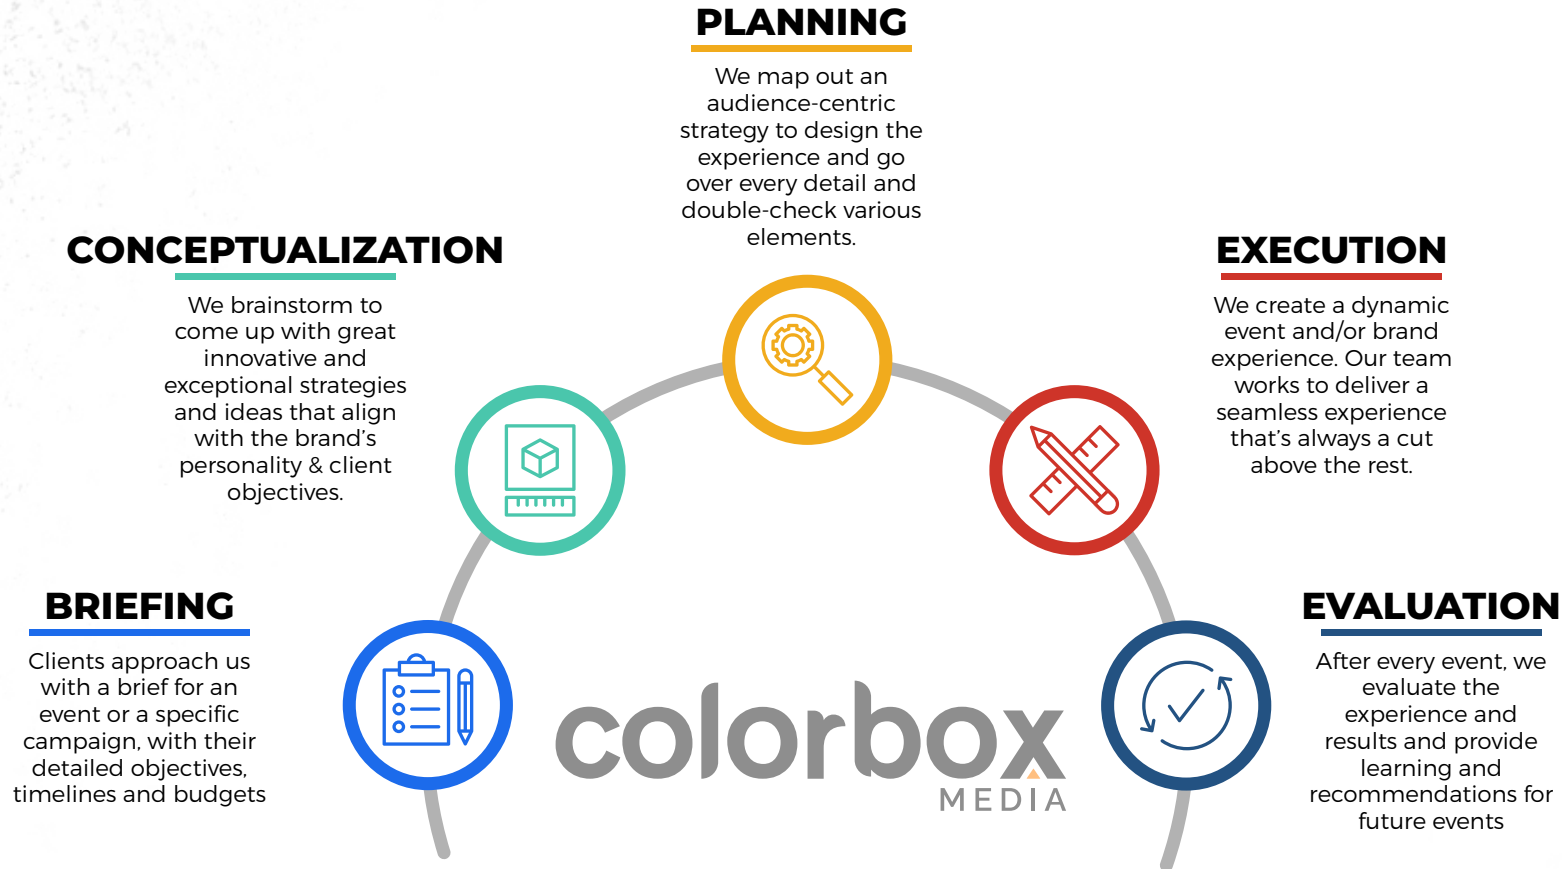 PLANNING
We map out an
audience-centric
strategy to design the
experience and go
over every detail and
double-check various
elements.
CONCEPTUALIZATION
We brainstorm to
come up with great
innovative and
exceptional strategies
and ideas that align
with the brand’s
personality & client
objectives.
EXECUTION
We create a dynamic
event and/or brand
experience. Our team
works to deliver a
seamless experience
that’s always a cut
above the rest.
BRIEFING
Clients approach us
with a brief for an
event or a specific
campaign, with their
detailed objectives,
timelines and budgets
colorbox
MEDIA
EVALUATION
After every event, we
evaluate the
experience and
results and provide
learning and
recommendations for
future events